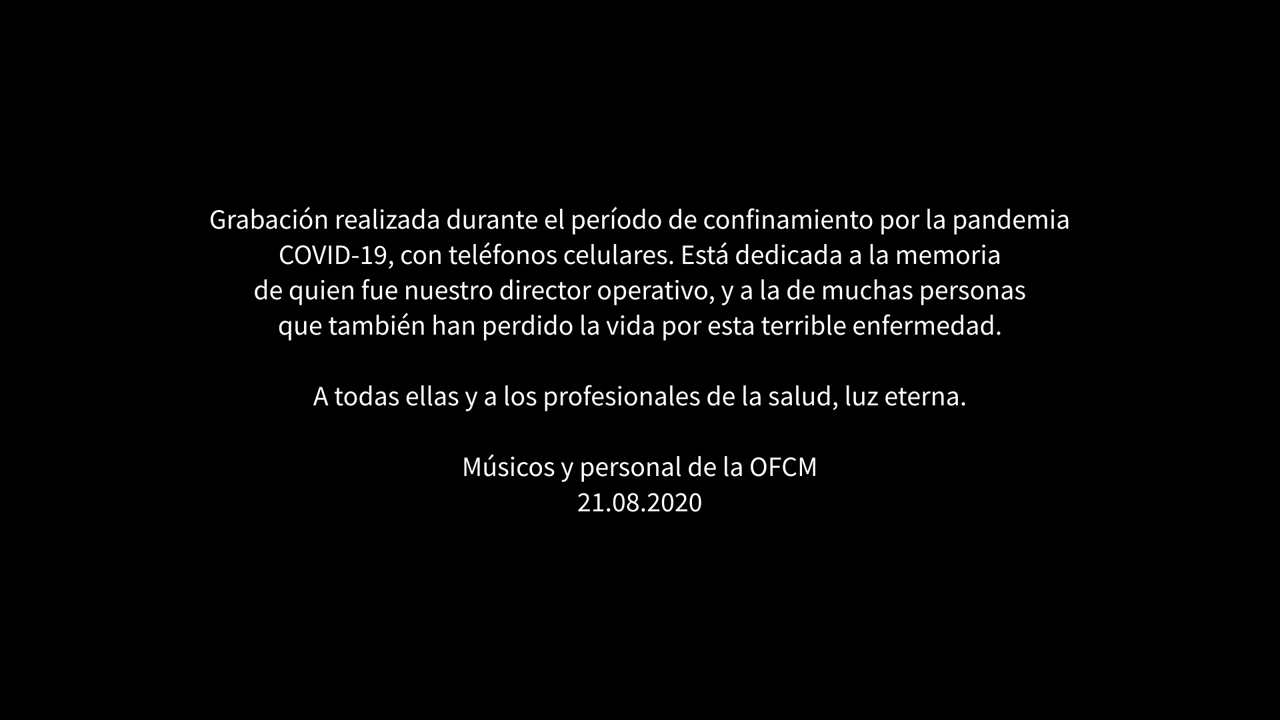 Grabación realizada durante el período de confinamiento por la pandemia
COVID-19, con teléfonos celulares. Está dedicada a la memoria
de quien fue nuestro director operativo, y a la de muchas personas
que también han perdido la vida por esta terrible enfermedad.
A todas ellas y a los profesionales de la salud, luz eterna.
Músicos y personal de la OFCM
21.08.2020